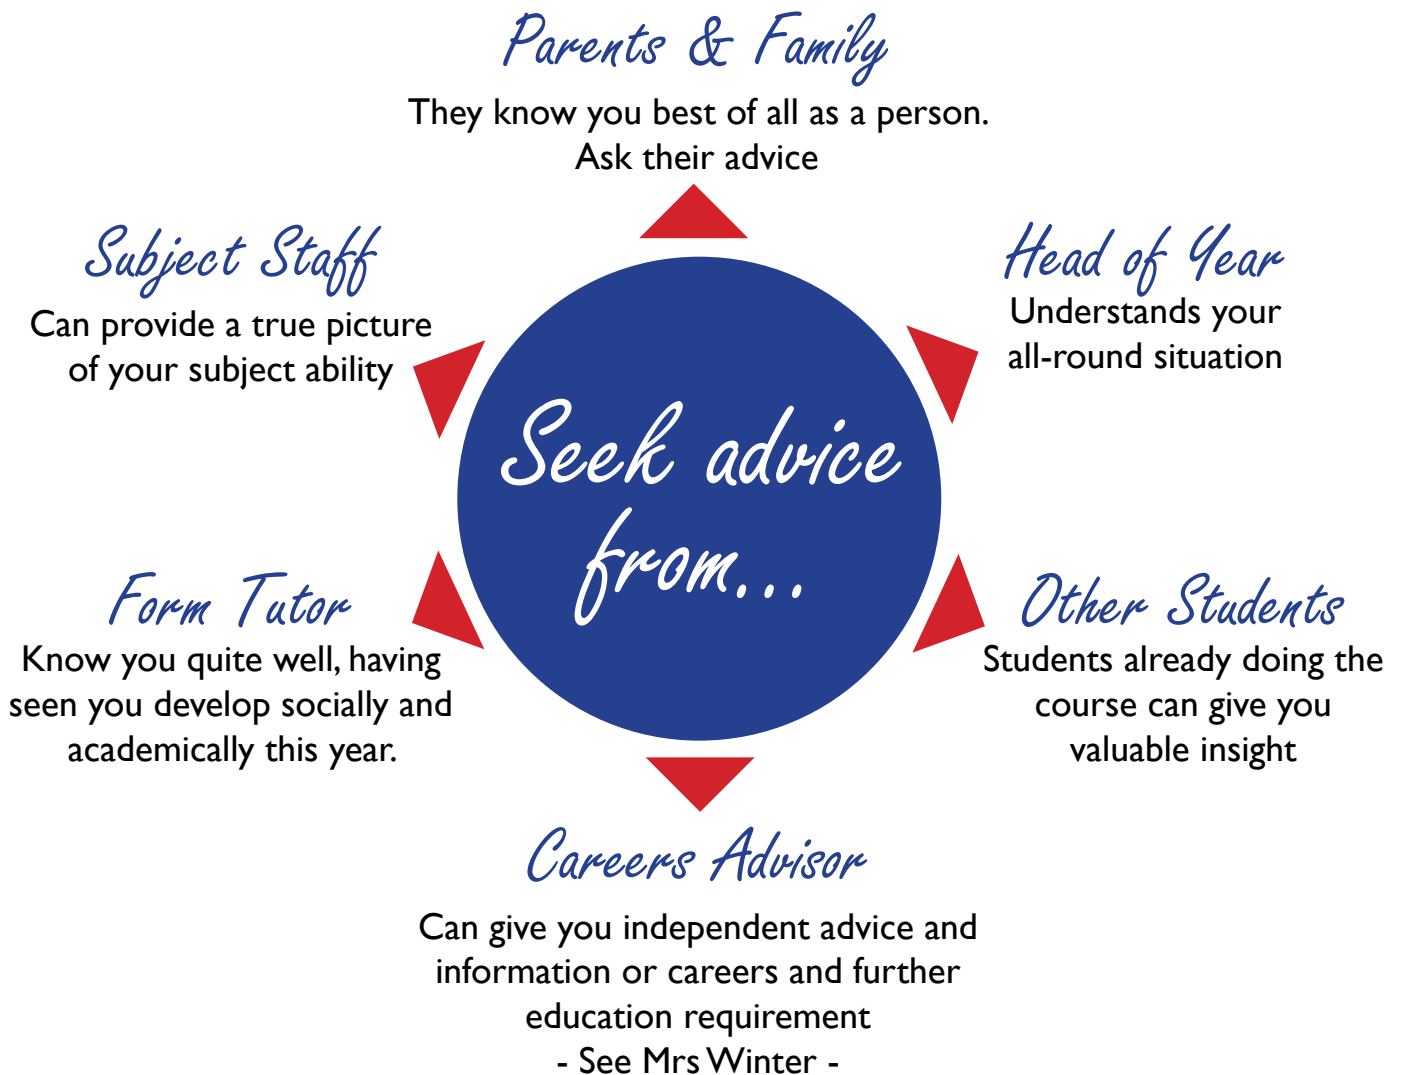 Parents & Family
They know you best of all as a person.
Ask their advice
Subject Staff
Can provide a true picture
of your subject ability
Head of Year
Understands your
all-round situation
Seek advice
from...
Form Tutor
Know you quite well, having
seen you develop socially and
academically this year.
Other Students
Students already doing the
course can give you
valuable insight
Careers Advisor
Can give you independent advice and
information or careers and further
education requirement
- See Mrs Winter -